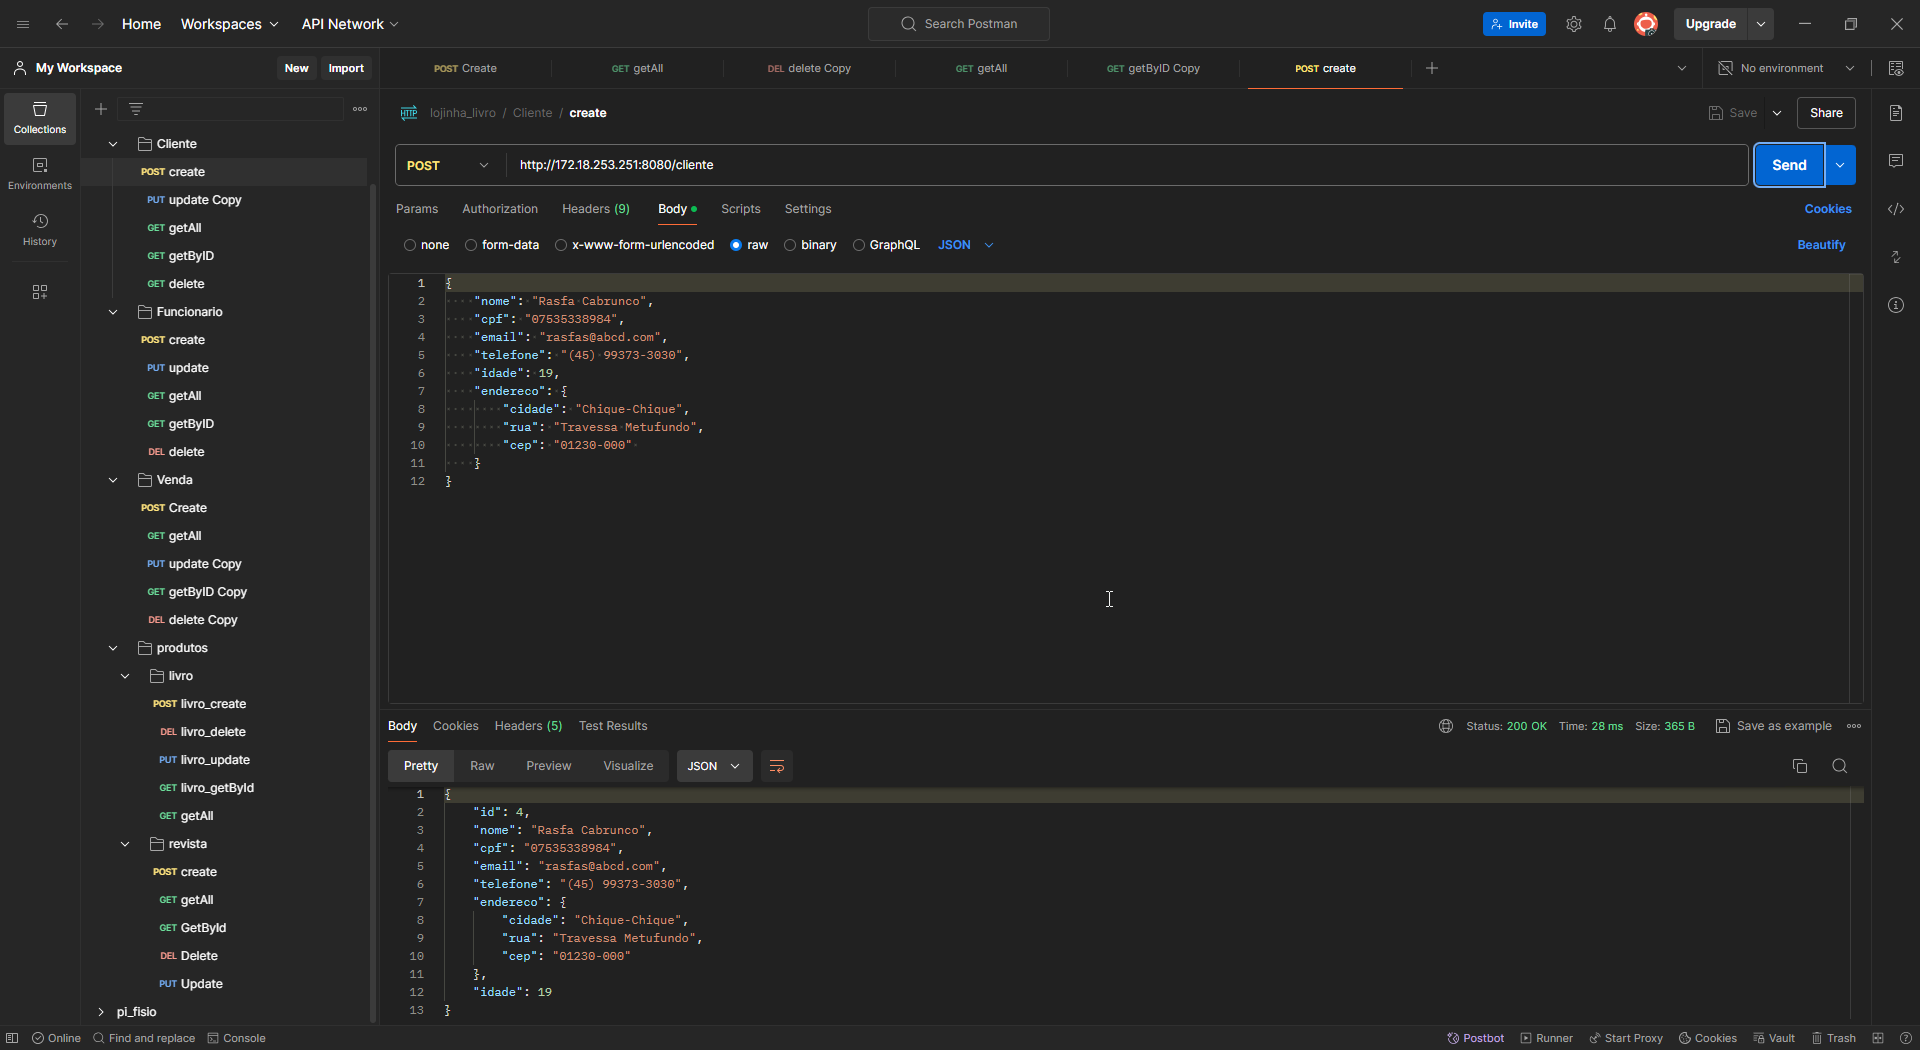 Home Workspaces API Network Search Postman Invite Upgrade
My Workspace New Import POST Create GET getAll DEL delete Copy GET getAll GET getByID Copy POST create No environment
Collections
Environments
History
Cliente
POST create
PUT update Copy
GET getAll
GET getByID
DEL delete
Funcionario
POST create
PUT update
GET getAll
GET getByID
DEL delete
Venda
POST Create
GET getAll
PUT update Copy
GET getByID Copy
DEL delete Copy
produtos
livro
POST livro_create
DEL livro_delete
PUT livro_update
GET livro_getById
GET getAll
revista
POST create
GET getAll
GET GetById
DEL Delete
PUT Update
pi_fisio
HTTP lojinha_livro / Cliente / create Save Share
POST http://172.18.253.251:8080/cliente Send
Params Authorization Headers (9) Body Scripts Settings Cookies
none form-data x-www-form-urlencoded raw binary GraphQL JSON Beautify
1 {
2 "nome": "Rasfa Cabrunco",
3 "cpf": "07535338984",
4 "email": "rasfas@abcd.com",
5 "telefone": "(45) 99373-3030",
6 "idade": 19,
7 "endereco": {
8 "cidade": "Chique-Chique",
9 "rua": "Travessa Metufundo",
10 "cep": "01230-000"
11 }
12 }
Body Cookies Headers (5) Test Results Status: 200 OK Time: 28 ms Size: 365 B Save as example
Pretty Raw Preview Visualize JSON
1 {
2 "id": 4,
3 "nome": "Rasfa Cabrunco",
4 "cpf": "07535338984",
5 "email": "rasfas@abcd.com",
6 "telefone": "(45) 99373-3030",
7 "endereco": {
8 "cidade": "Chique-Chique",
9 "rua": "Travessa Metufundo",
10 "cep": "01230-000"
11 },
12 "idade": 19
13 }
Online Find and replace Console Postbot Runner Start Proxy Cookies Vault Trash